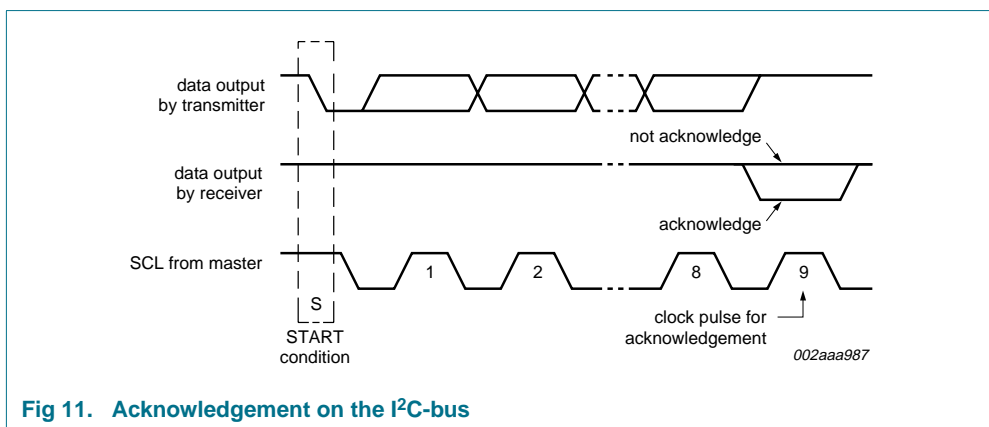 data output
by transmitter
not acknowledge
data output
by receiver
acknowledge
SCL from master
1
2
8
9
S
START
condition
clock pulse for
acknowledgement
002aaa987
Fig 11. Acknowledgement on the I²C-bus